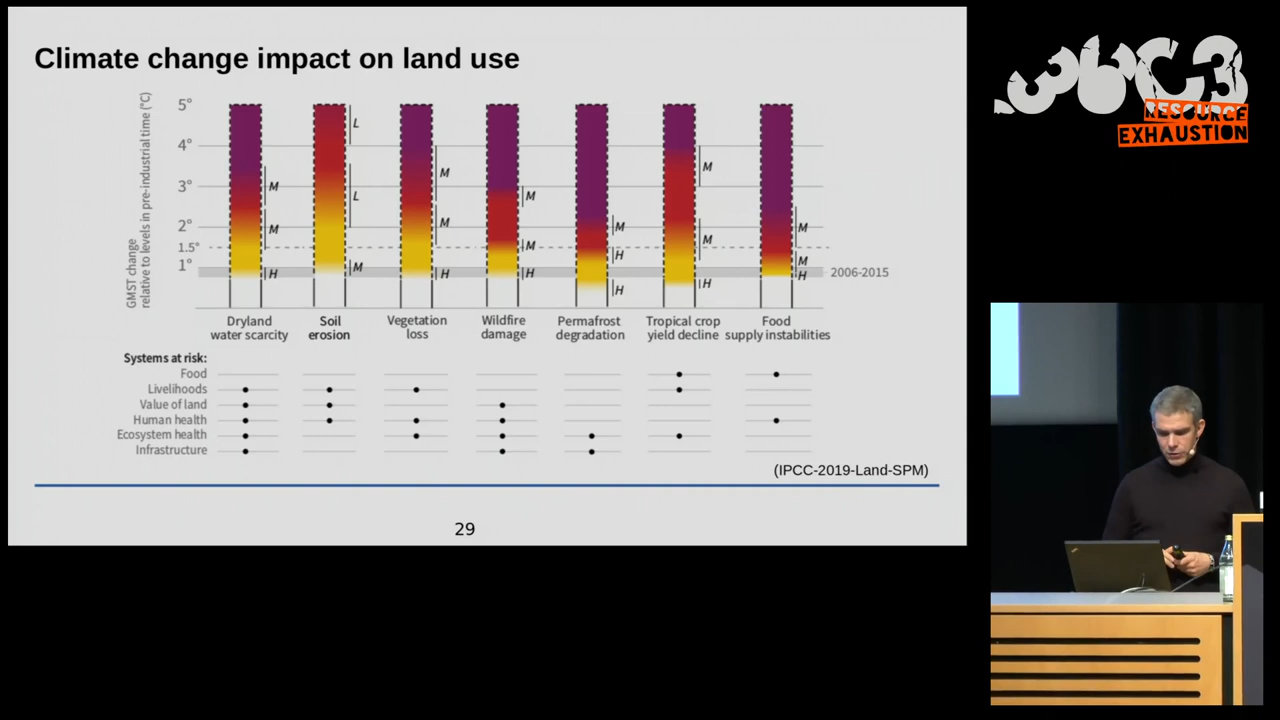 Climate change impact on land use
36C3
RESOURCE
EXHAUSTION
GMST change
relative to levels in pre-industrial time (°C)
5°
4°
3°
2°
1.5°
1°
M
M
H
L
L
M
M
M
H
M
M
H
M
H
H
M
M
H
M
M
H
2006-2015
Dryland
water scarcity
Soil
erosion
Vegetation
loss
Wildfire
damage
Permafrost
degradation
Tropical crop
yield decline
Food
supply instabilities
Systems at risk:
Food
Livelihoods
Value of land
Human health
Ecosystem health
Infrastructure
(IPCC-2019-Land-SPM)
29